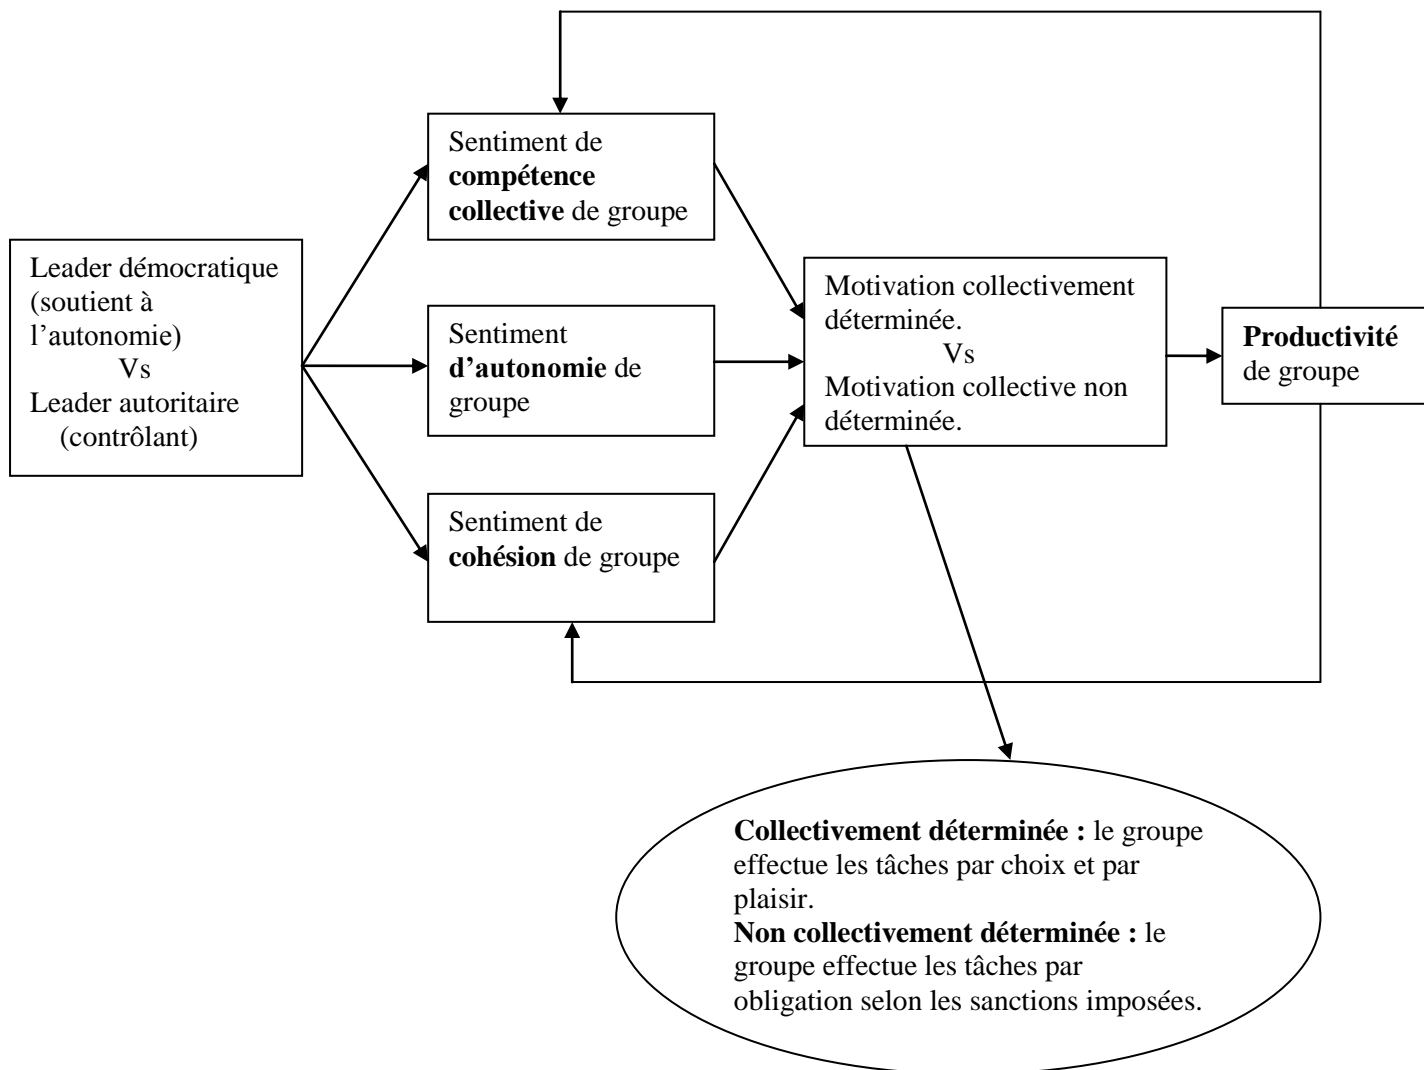 Sentiment de
compétence
collective de groupe
Leader démocratique
(soutient à
l’autonomie)
Vs
Leader autoritaire
(contrôlant)
Sentiment
d’autonomie de
groupe
Sentiment de
cohésion de groupe
Motivation collectivement
déterminée.
Vs
Motivation collective non
déterminée.
Productivité
de groupe
Collectivement déterminée : le groupe
effectue les tâches par choix et par
plaisir.
Non collectivement déterminée : le
groupe effectue les tâches par
obligation selon les sanctions imposées.